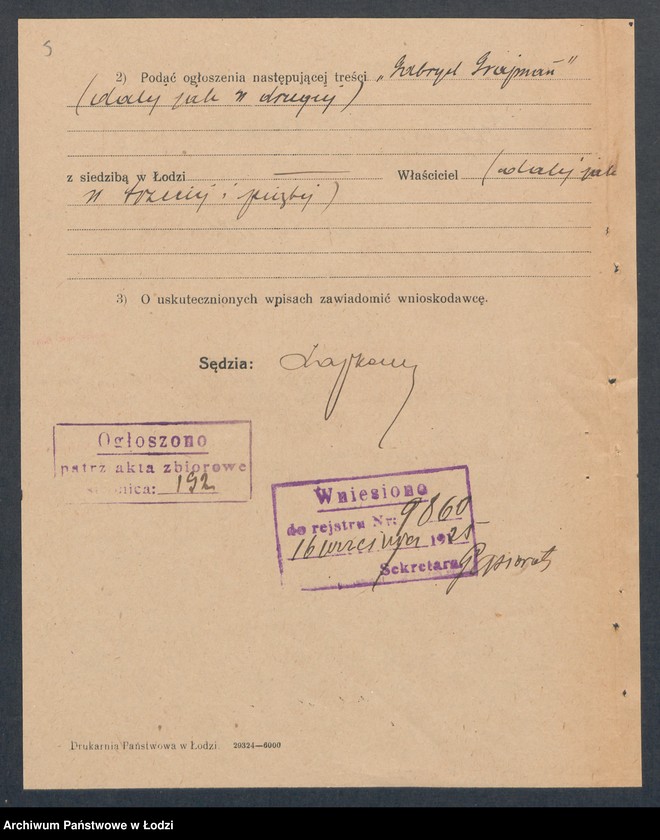 5
2) Podać ogłoszenia następującej treści „Gabryel Grajman"
(dalej jak w drugiej)
z siedzibą w Łodzi Właściciel (dalej jak
w trzeciej i piątej)
3) O uskutecznionych wpisach zawiadomić wnioskodawcę.
Sędzia:
Ogłoszono
patrz akta zbiorowe
192
Wniesiono
do rejestru Nr: 9860
16 września 1925
Sekretarz
Drukarnia Państwowa w Łodzi. 29324—6000
Archiwum Państwowe w Łodzi